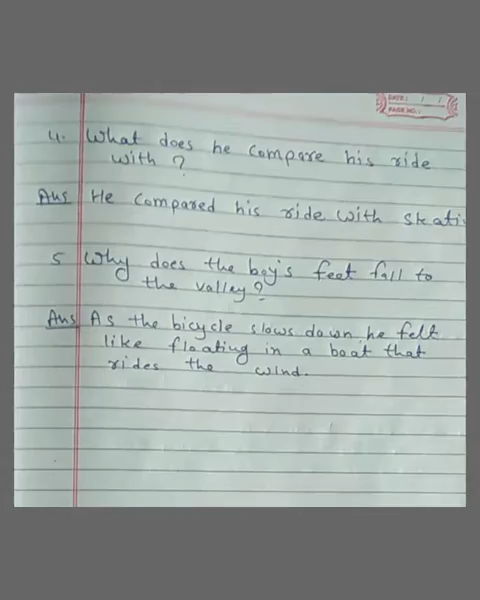 DATE: / /
PAGE NO.:
4. What does he compare his ride
with ?
Ans He compared his ride with skati
5 Why does the boy's feet fall to
the valley?
Ans As the bicycle slows down he felt
like floating in a boat that
rides the wind.